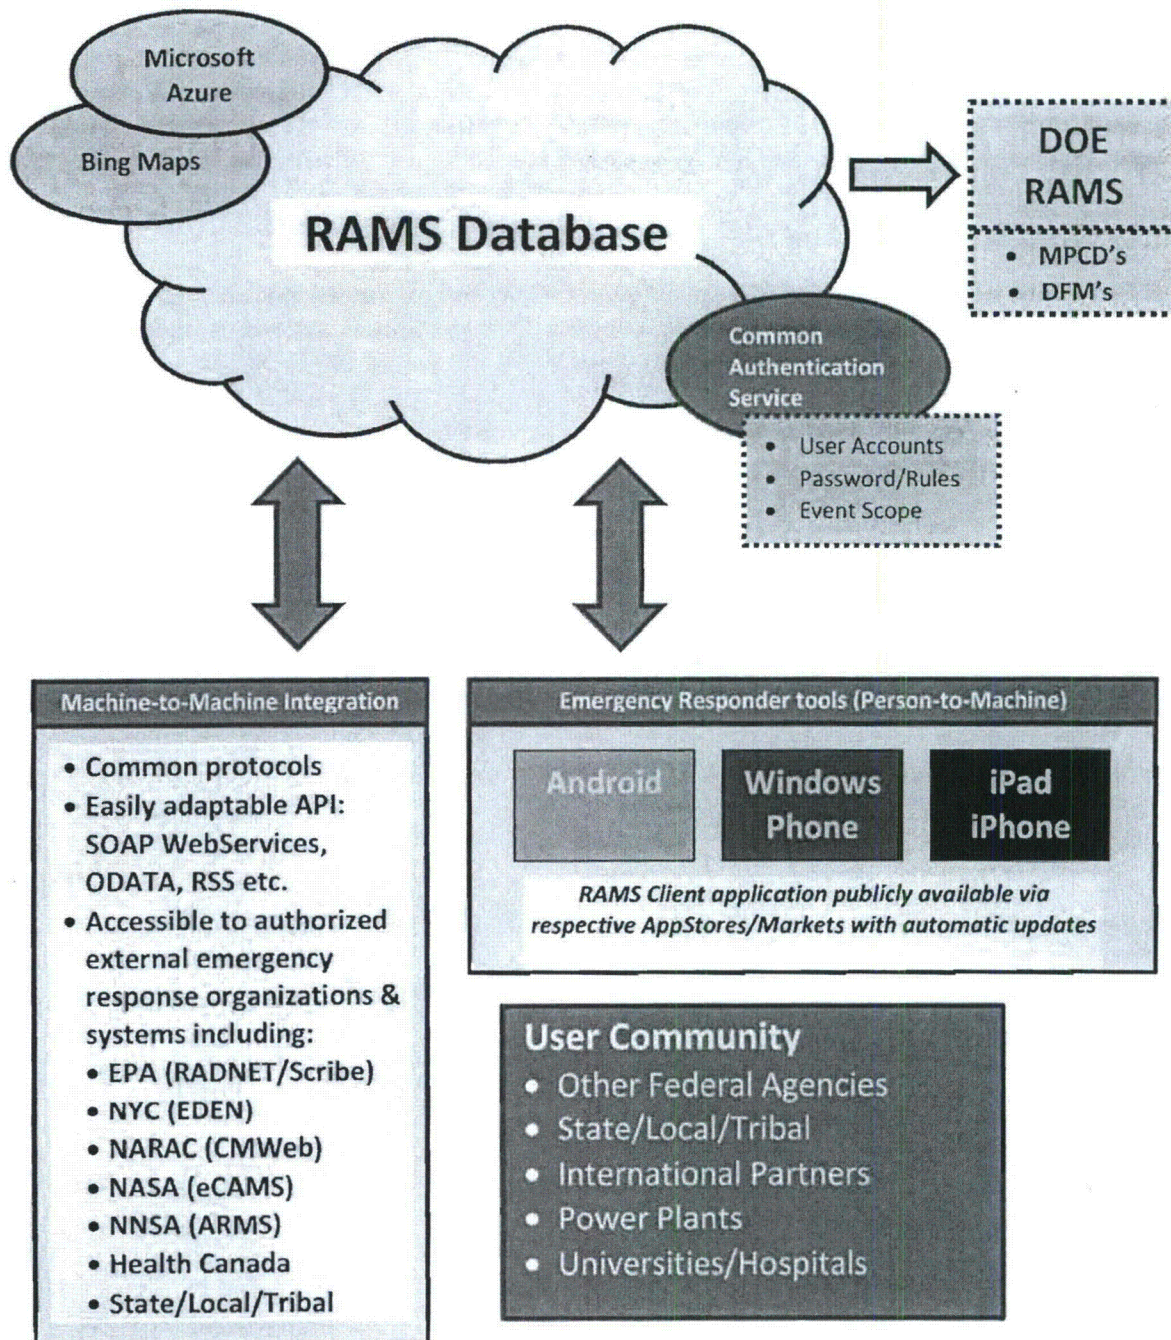 Microsoft
Azure
Bing Maps
RAMS Database
DOE
RAMS
• MPCD's
• DFM's
Common
Authentication
Service
• User Accounts
• Password/Rules
• Event Scope
Machine-to-Machine Integration
• Common protocols
• Easily adaptable API:
SOAP WebServices,
ODATA, RSS etc.
• Accessible to authorized
external emergency
response organizations &
systems including:
• EPA (RADNET/Scribe)
• NYC (EDEN)
• NARAC (CMWeb)
• NASA (eCAMS)
• NNSA (ARMS)
• Health Canada
• State/Local/Tribal
Emergency Responder tools (Person-to-Machine)
Android
Windows
Phone
iPad
iPhone
RAMS Client application publicly available via
respective AppStores/Markets with automatic updates
User Community
• Other Federal Agencies
• State/Local/Tribal
• International Partners
• Power Plants
• Universities/Hospitals